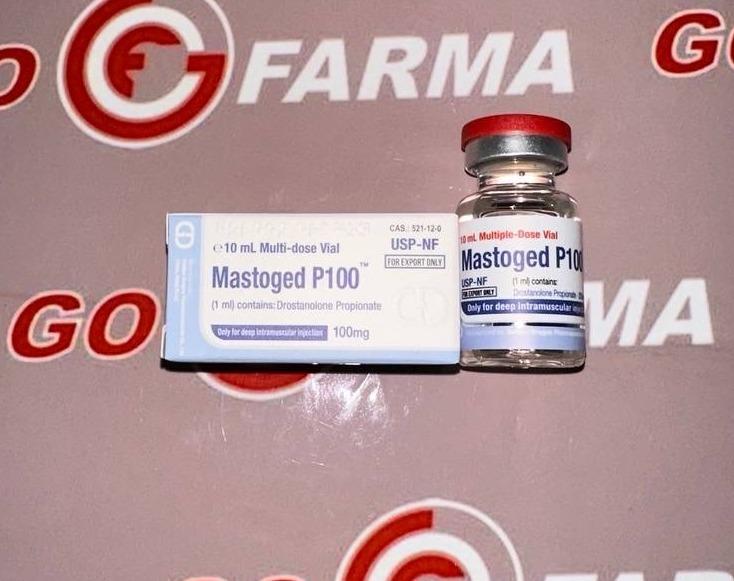 GO FARMA
GO
CAS.: 521-12-0
10 mL Multi-dose Vial
USP-NF
FOR EXPORT ONLY
Mastoged P100™
(1 ml) contains: Drostanolone Propionate
Only for deep intramuscular injection
100mg
10 mL Multiple-Dose Vial
Mastoged P100
USP-NF
(1 ml) contains:
FOR EXPORT ONLY
Drostanolone Propionate
Only for deep intramuscular
GO
MA